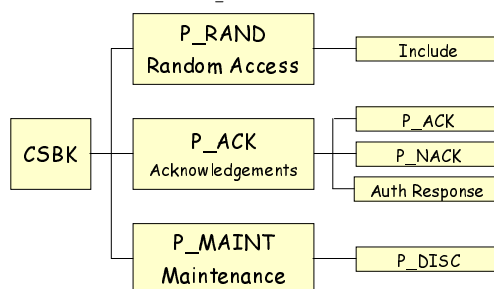 P_RAND
Random Access
Include
CSBK
P_ACK
Acknowledgements
P_ACK
P_NACK
Auth Response
P_MAINT
Maintenance
P_DISC